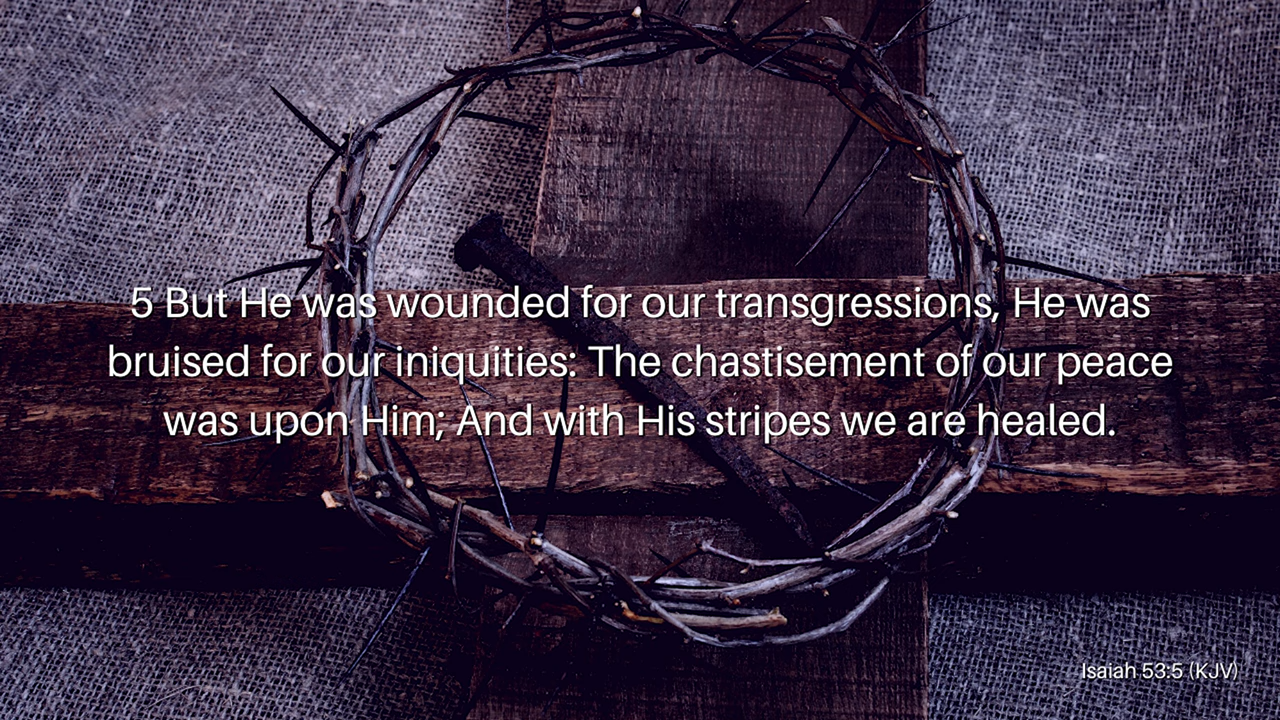 5 But He was wounded for our transgressions, He was
bruised for our iniquities: The chastisement of our peace
was upon Him; And with His stripes we are healed.
Isaiah 53:5 (KJV)